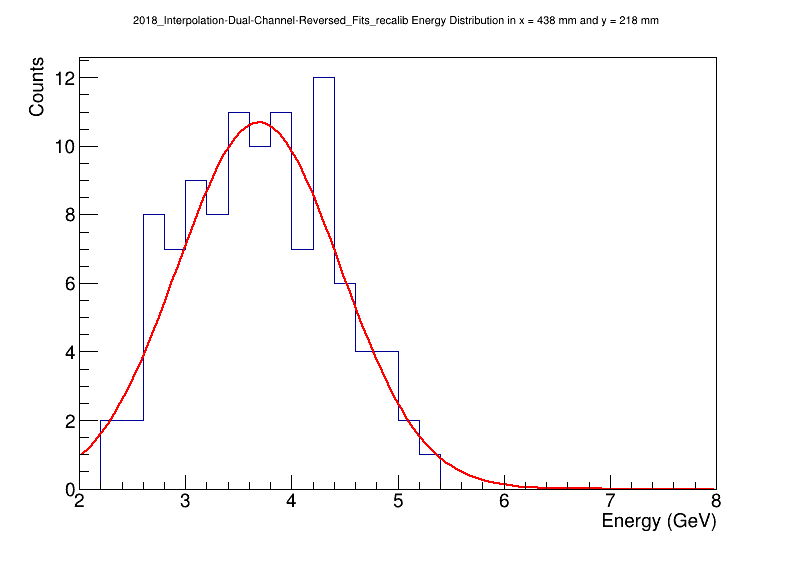 2018_Interpolation-Dual-Channel-Reversed_Fits_recalib Energy Distribution in x = 438 mm and y = 218 mm
Counts
12
10
8
6
4
2
0
2 3 4 5 6 7 8
Energy (GeV)